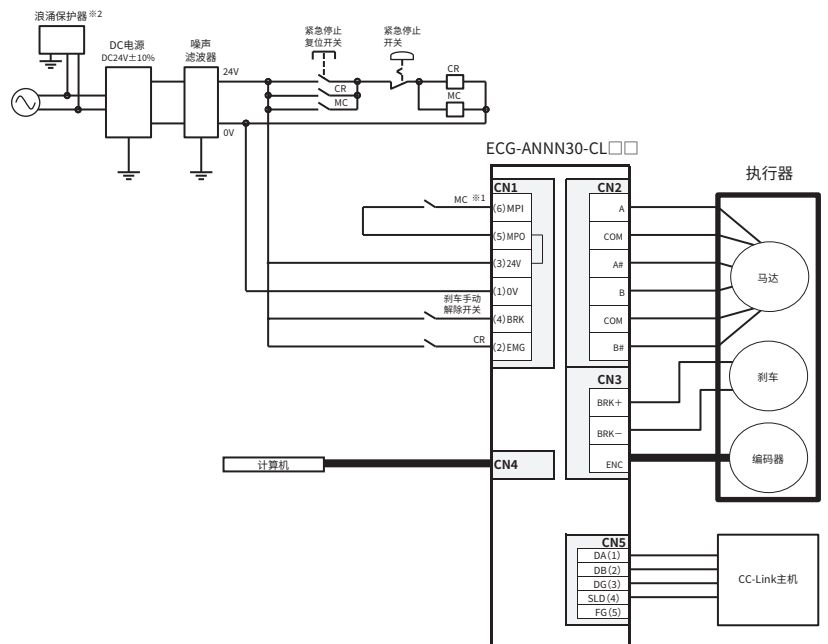 浪涌保护器※2
DC电源
DC24V±10%
噪声
滤波器
24V
0V
紧急停止
复位开关
紧急停止
开关
CR
MC
CR
MC
ECG-ANNN30-CL□□
执行器
CN1
MC ※1
(6)MPI
(5)MPO
(3)24V
(1)0V
刹车手动
解除开关
(4)BRK
CR
(2)EMG
CN2
A
COM
A#
B
COM
B#
马达
CN3
BRK+
BRK−
ENC
刹车
编码器
计算机
CN4
CN5
DA(1)
DB(2)
DG(3)
SLD(4)
FG(5)
CC-Link主机